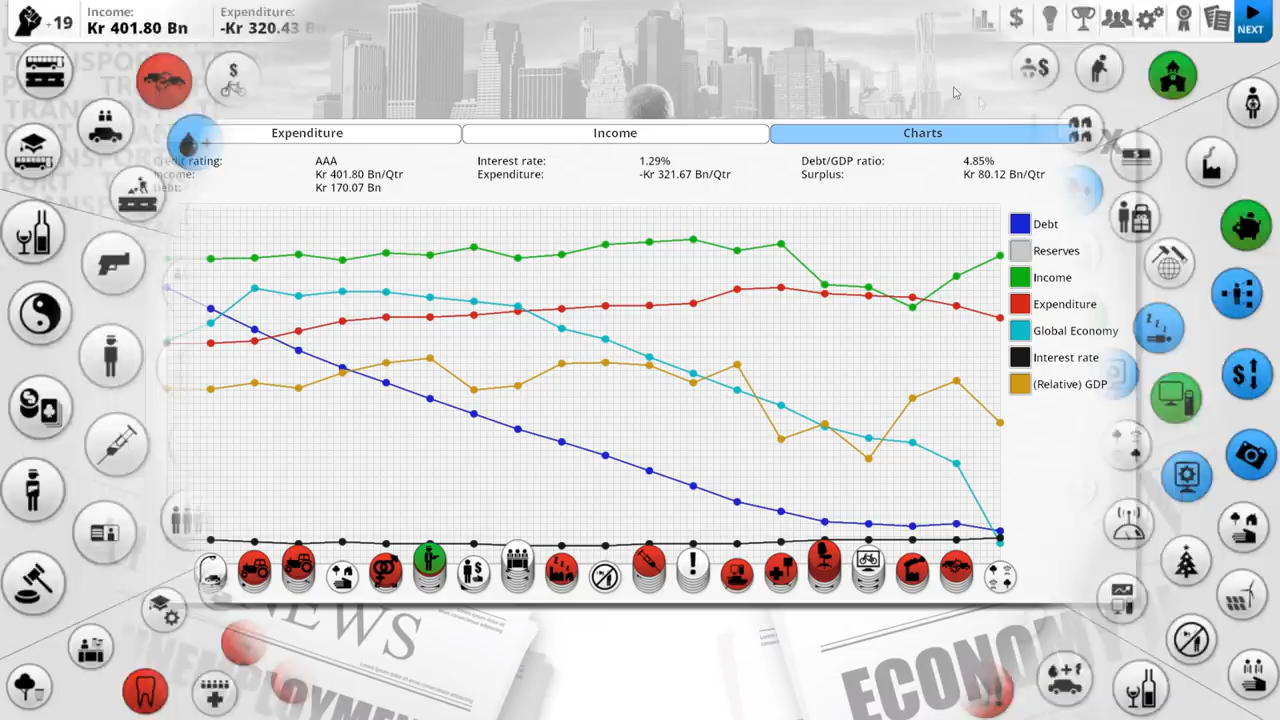 +19
Income:
Kr 401.80 Bn
Expenditure:
-Kr 320.43 Bn
NEXT
TRANSPORT
Expenditure
Income
Charts
X
Credit rating:
AAA
Interest rate:
1.29%
Debt/GDP ratio:
4.85%
Income:
Kr 401.80 Bn/Qtr
Expenditure:
-Kr 321.67 Bn/Qtr
Surplus:
Kr 80.12 Bn/Qtr
Debt:
Kr 170.07 Bn
Debt
Reserves
Income
Expenditure
Global Economy
Interest rate
(Relative) GDP
NEWS
UNEMPLOYMENT
ECONOMY